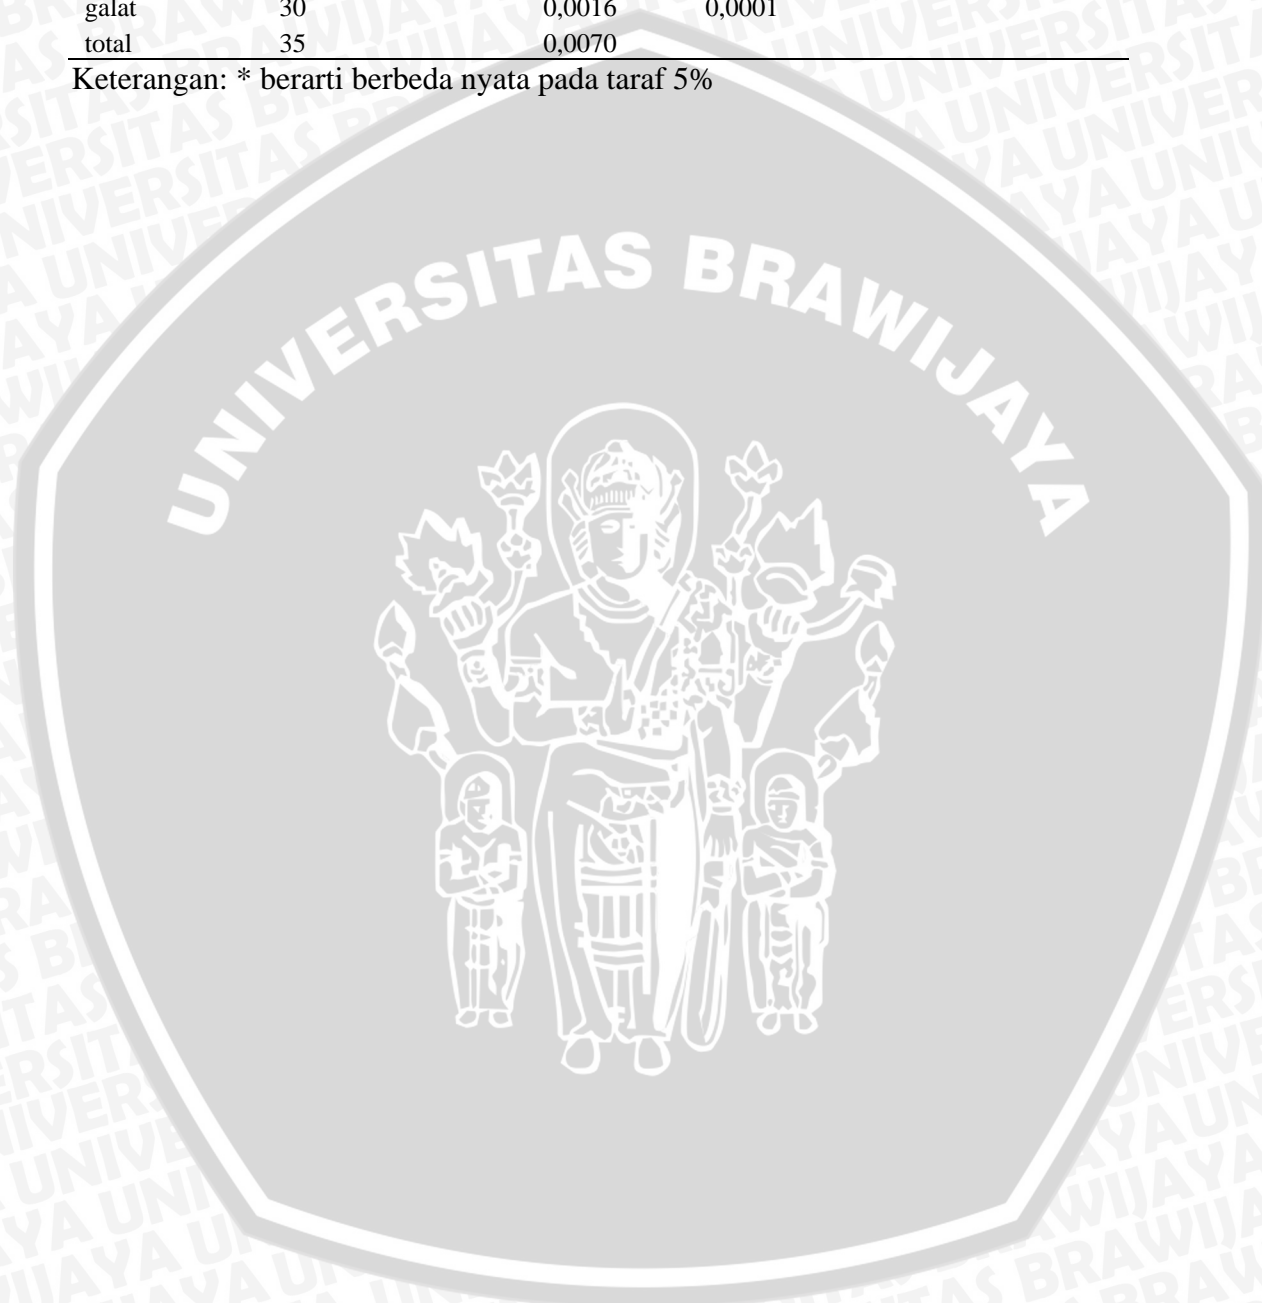 galat 30 0,0016 0,0001
total 35 0,0070
Keterangan: * berarti berbeda nyata pada taraf 5%
UNIVERSITAS BRAWIJAYA